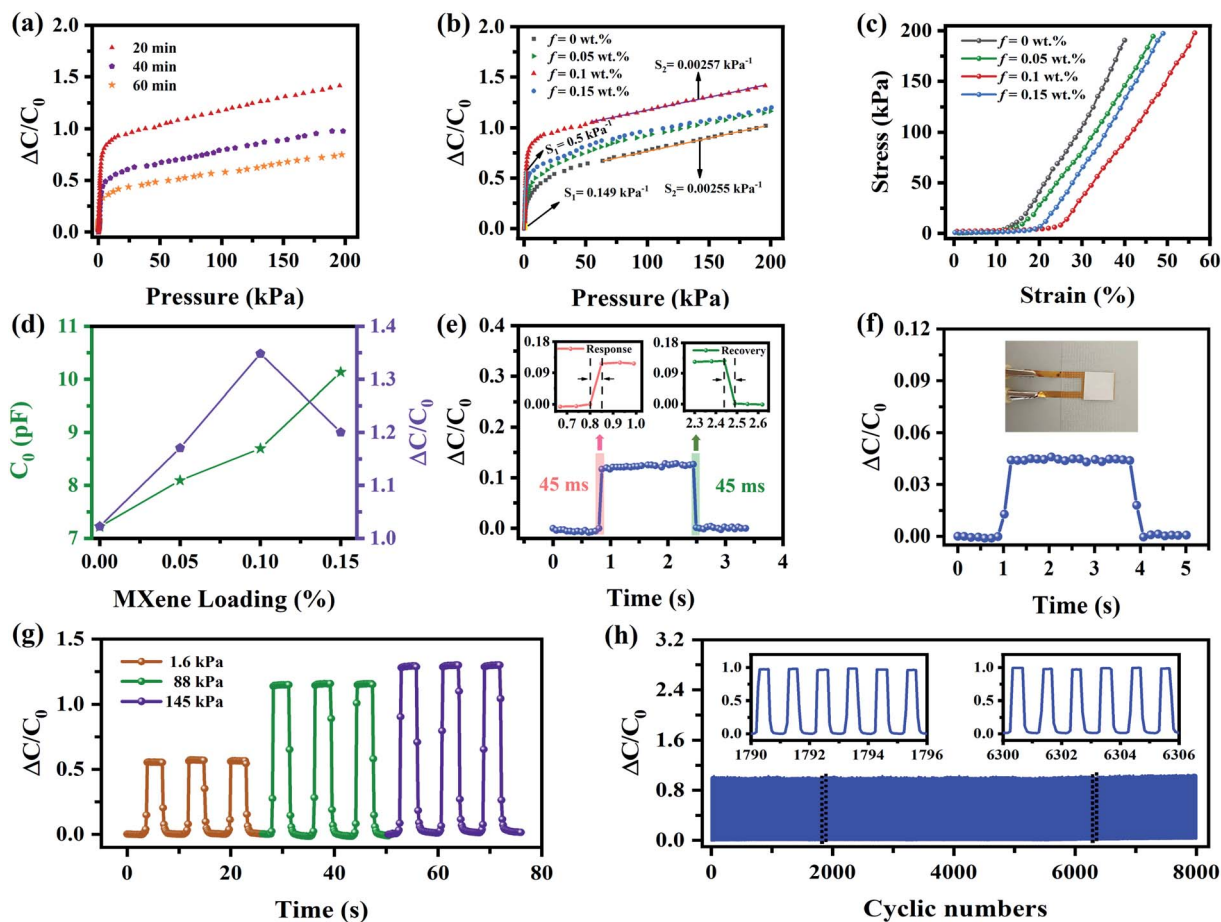 (a)
2.0
1.5
1.0
0.5
0.0
ΔC/C₀
20 min
40 min
60 min
0 50 100 150 200
Pressure (kPa)
(b)
2.5
2.0
1.5
1.0
0.5
0.0
ΔC/C₀
f = 0 wt.%
f = 0.05 wt.%
f = 0.1 wt.%
f = 0.15 wt.%
S₂= 0.00257 kPa⁻¹
S₁= 0.5 kPa⁻¹
S₁= 0.149 kPa⁻¹
S₂= 0.00255 kPa⁻¹
0 50 100 150 200
Pressure (kPa)
(c)
200
150
100
50
0
Stress (kPa)
f = 0 wt.%
f = 0.05 wt.%
f = 0.1 wt.%
f = 0.15 wt.%
0 10 20 30 40 50 60
Strain (%)
(d)
11
10
9
8
7
C₀ (pF)
1.4
1.3
1.2
1.1
1.0
ΔC/C₀
0.00 0.05 0.10 0.15
MXene Loading (%)
(e)
0.4
0.3
0.2
0.1
0.0
ΔC/C₀
0.18
0.00
Response
0.7 0.8 0.9 1.0
0.18
0.00
Recovery
2.3 2.4 2.5 2.6
45 ms
45 ms
0 1 2 3 4
Time (s)
(f)
0.12
0.09
0.06
0.03
0.00
ΔC/C₀
0 1 2 3 4 5
Time (s)
(g)
1.5
1.0
0.5
0.0
ΔC/C₀
1.6 kPa
88 kPa
145 kPa
0 20 40 60 80
Time (s)
(h)
3.2
2.4
1.6
0.8
0.0
ΔC/C₀
1.0
0.5
0.0
1790 1792 1794 1796
1.0
0.5
0.0
6300 6302 6304 6306
0 2000 4000 6000 8000
Cyclic numbers